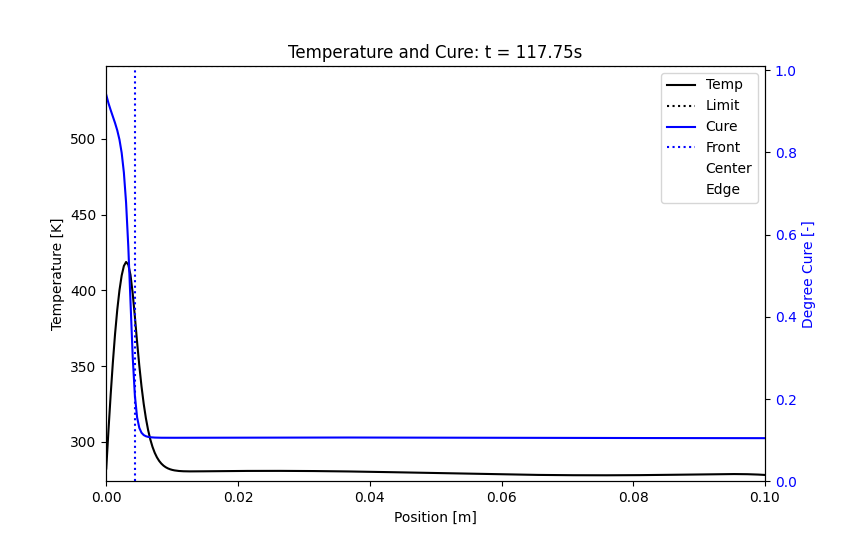 Temperature and Cure: t = 117.75s
Temp
Limit
Cure
Front
Center
Edge
Temperature [K]
500
450
400
350
300
1.0
0.8
0.6
0.4
0.2
0.0
Degree Cure [-]
0.00 0.02 0.04 0.06 0.08 0.10
Position [m]